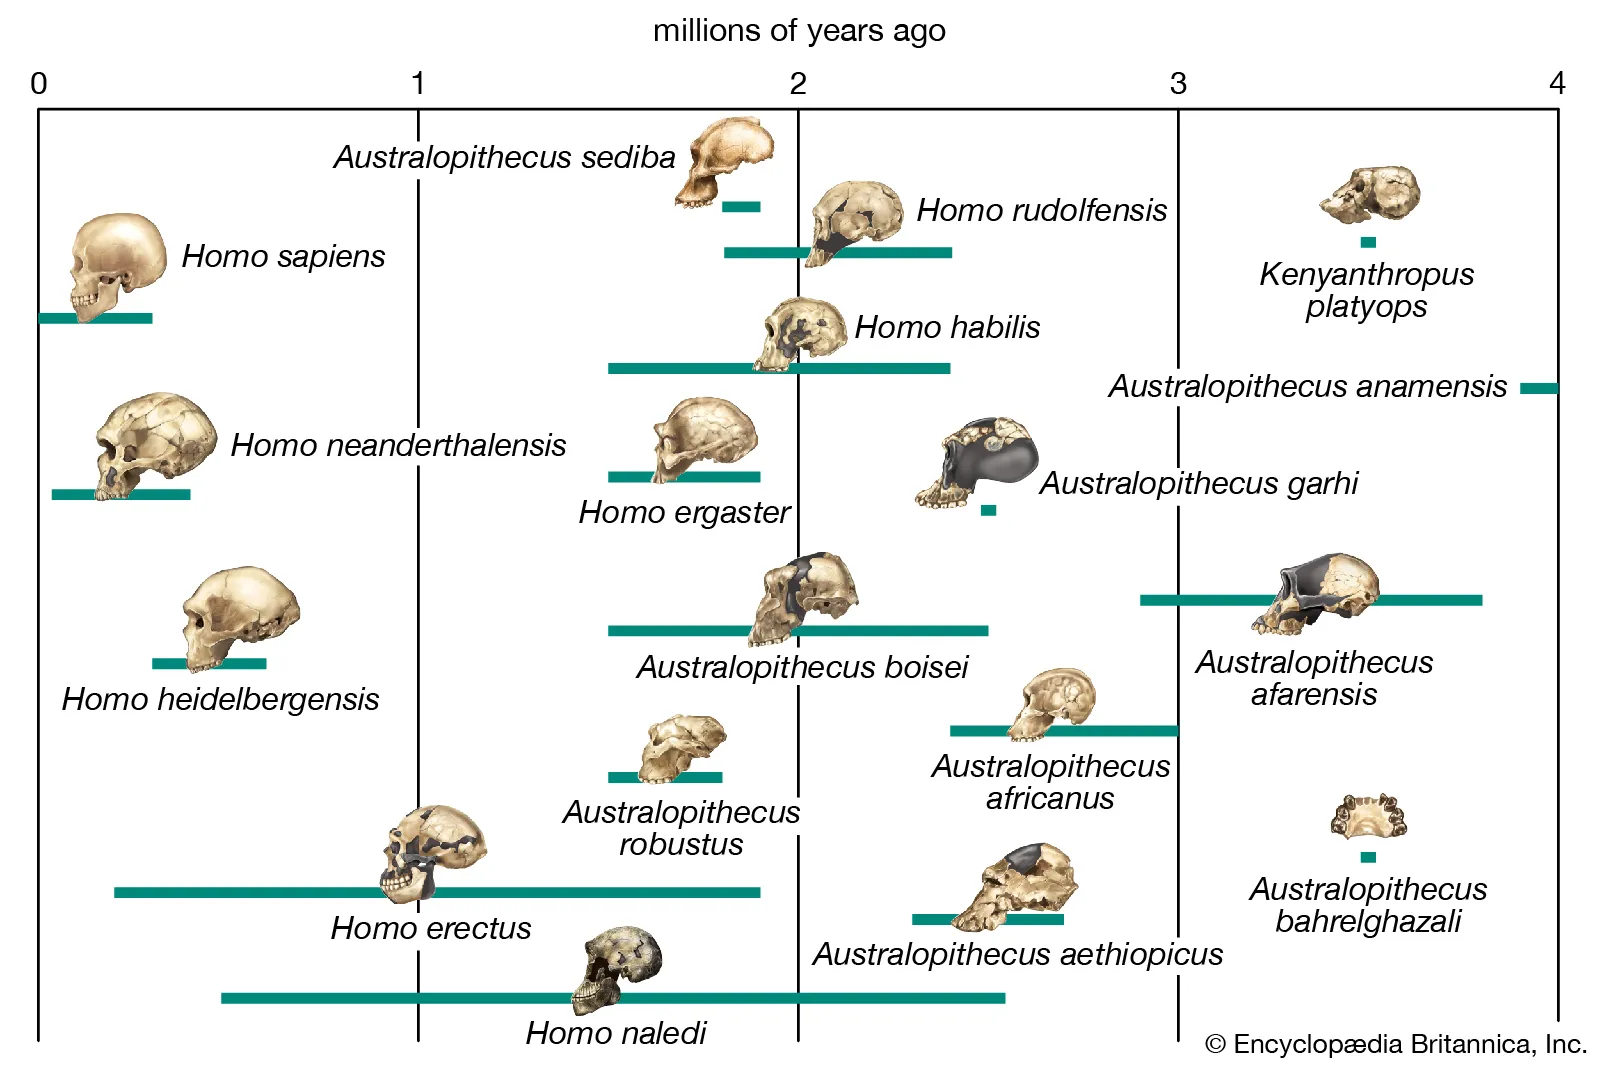 millions of years ago
0 1 2 3 4
Australopithecus sediba
Homo rudolfensis
Homo sapiens
Kenyanthropus
platyops
Homo habilis
Australopithecus anamensis
Homo neanderthalensis
Australopithecus garhi
Homo ergaster
Australopithecus boisei
Australopithecus
afarensis
Homo heidelbergensis
Australopithecus
africanus
Australopithecus
robustus
Australopithecus
bahrelghazali
Homo erectus
Australopithecus aethiopicus
Homo naledi
© Encyclopædia Britannica, Inc.